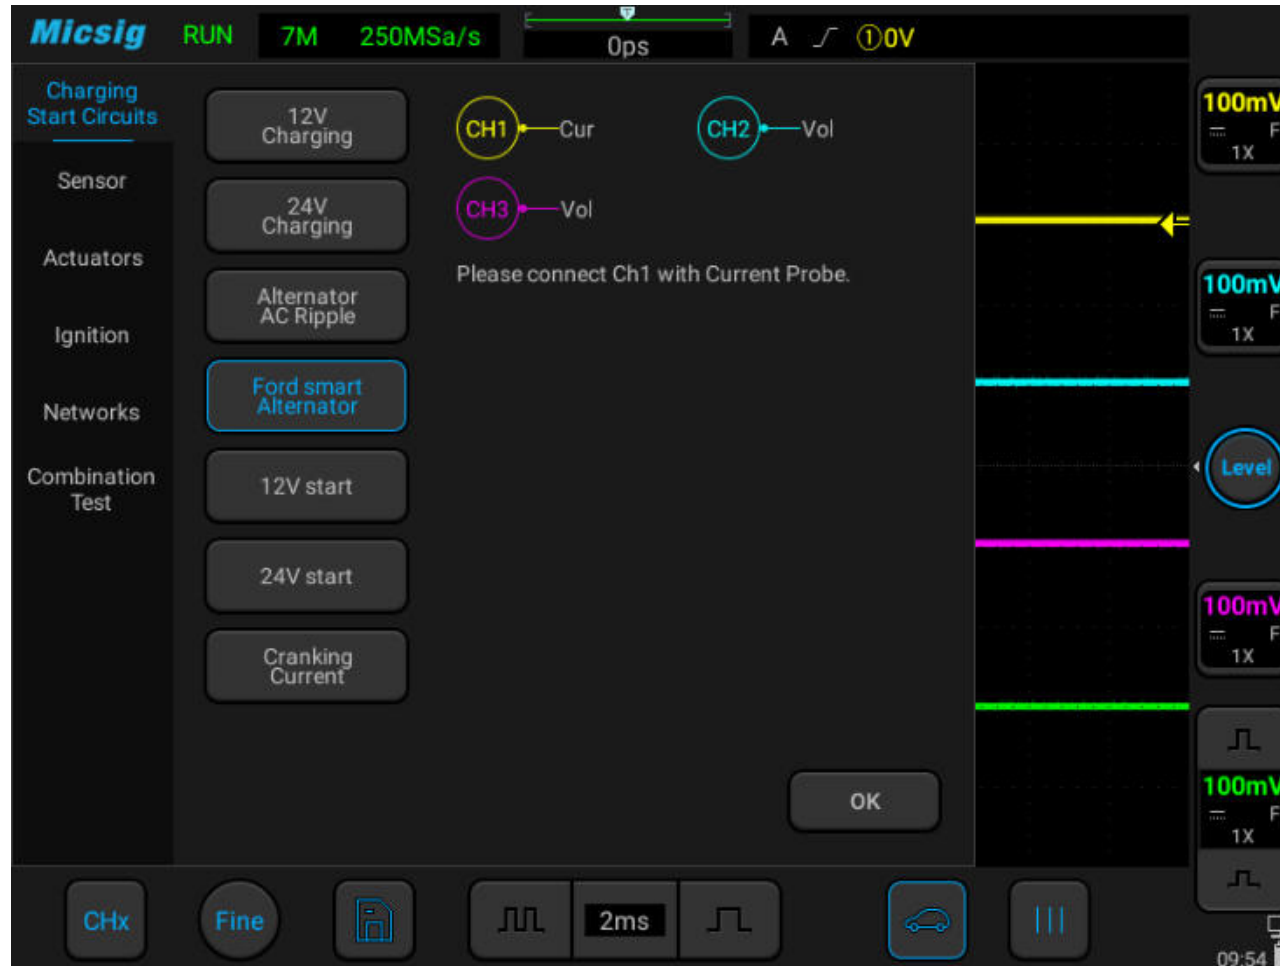 Micsig RUN 7M 250MSa/s 0ps A ①0V
T
Charging
Start Circuits
Sensor
Actuators
Ignition
Networks
Combination
Test
12V
Charging
24V
Charging
Alternator
AC Ripple
Ford smart
Alternator
12V start
24V start
Cranking
Current
CH1 Cur CH2 Vol
CH3 Vol
Please connect Ch1 with Current Probe.
OK
100mV
F
1X
100mV
F
1X
Level
100mV
F
1X
100mV
F
1X
CHx Fine 2ms
09:54